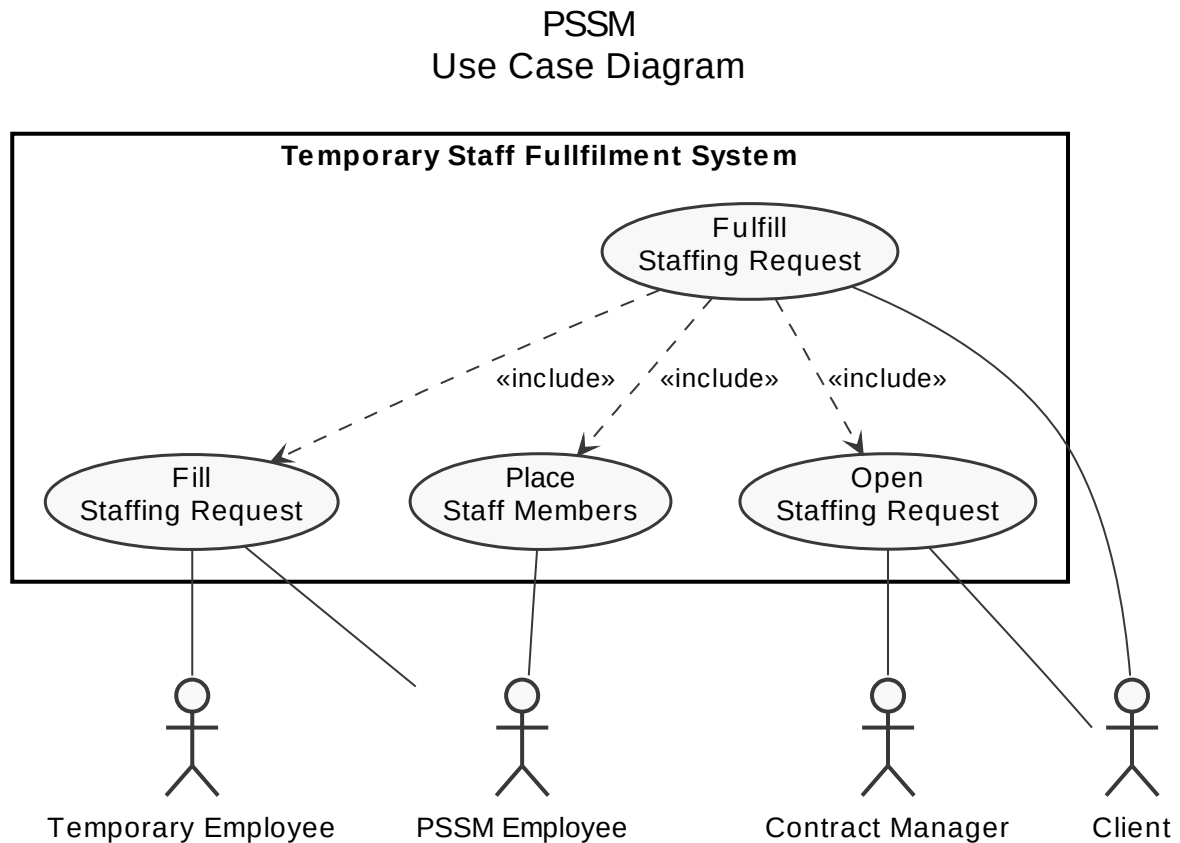 PSSM
Use Case Diagram
Temporary Staff Fullfilment System
Fulfill
Staffing Request
«include»
«include»
«include»
Fill
Staffing Request
Place
Staff Members
Open
Staffing Request
Temporary Employee
PSSM Employee
Contract Manager
Client